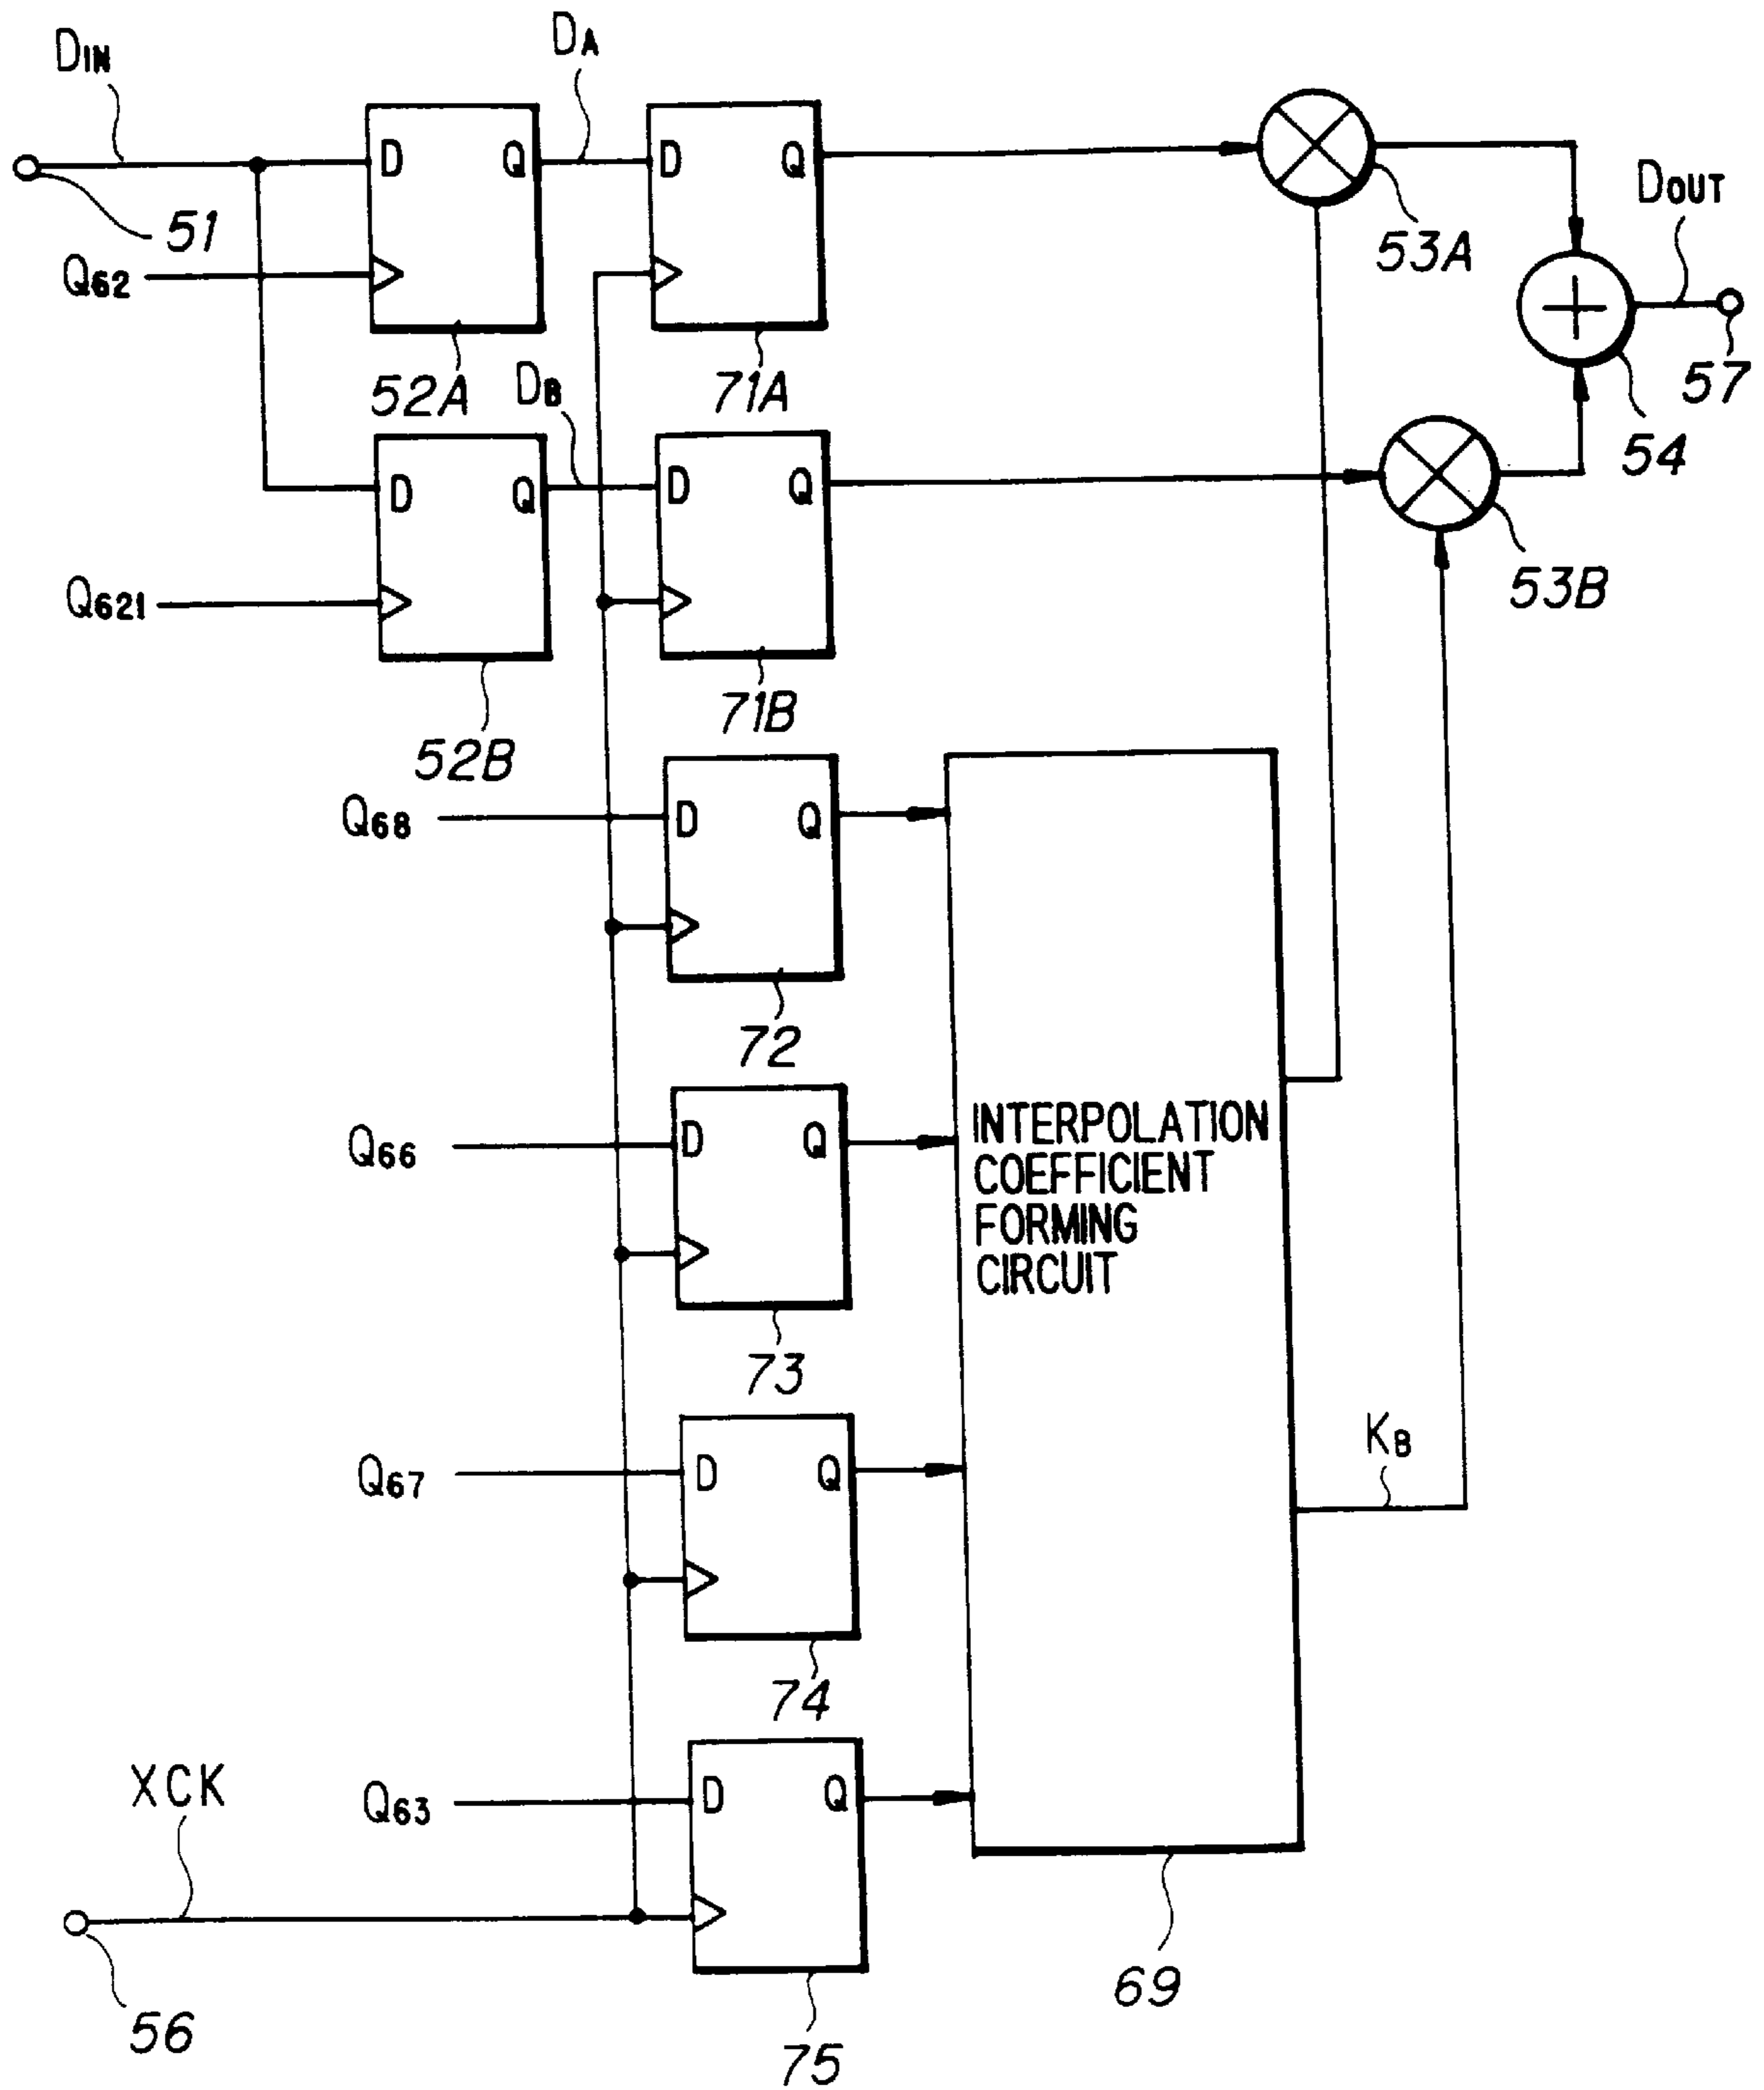 DIN
DA
D Q
D Q
DOUT
51
53A
Q62
57
52A
DB
71A
54
D Q
D Q
53B
Q621
71B
52B
Q68
D Q
72
Q66
D Q
INTERPOLATION
COEFFICIENT
FORMING
CIRCUIT
73
KB
Q67
D Q
74
XCK
Q63
D Q
69
56
75